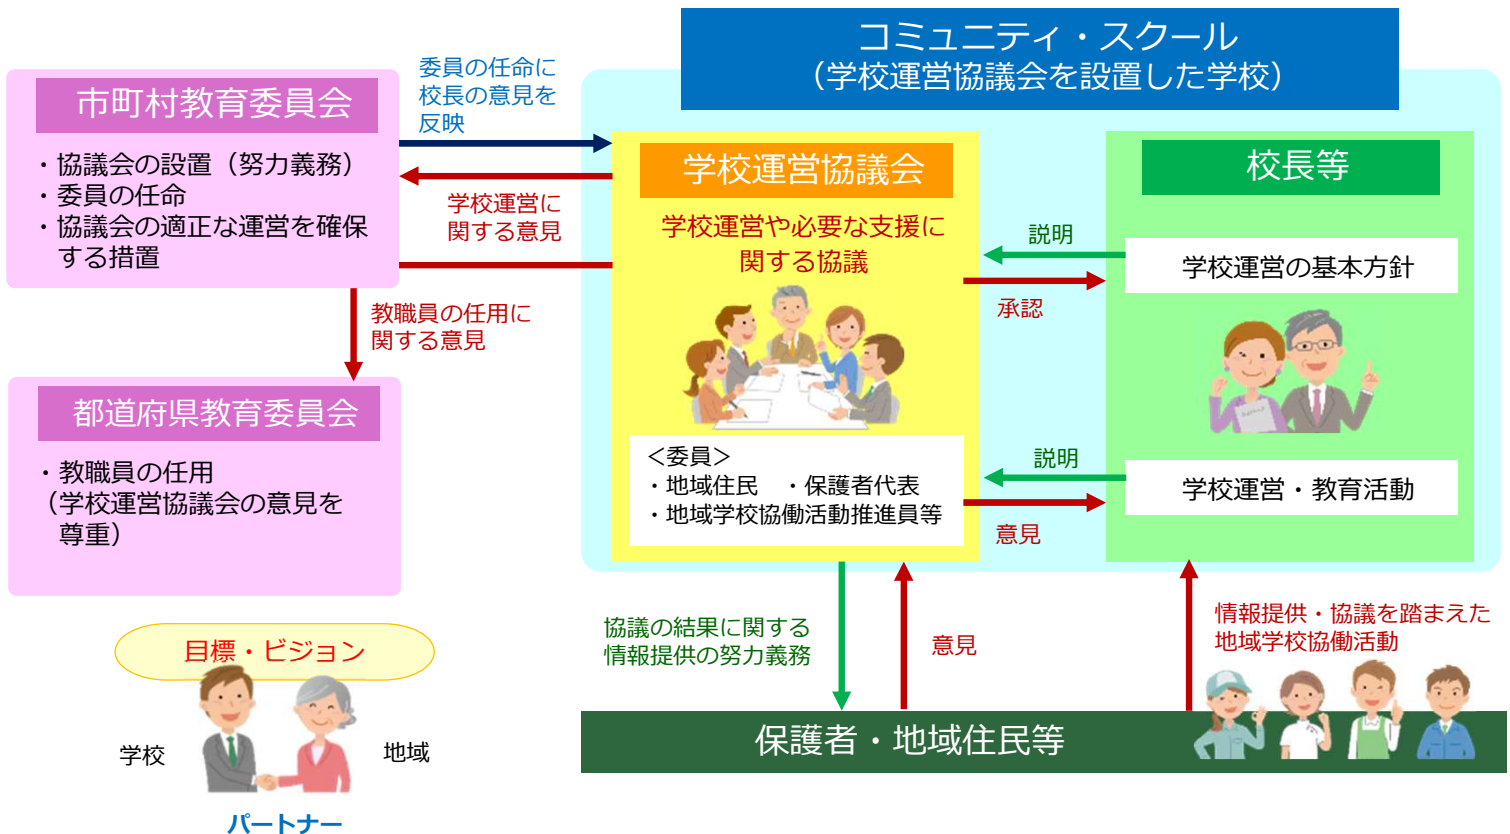 コミュニティ・スクール
（学校運営協議会を設置した学校）
市町村教育委員会
・協議会の設置（努力義務）
・委員の任命
・協議会の適正な運営を確保
する措置
委員の任命に
校長の意見を
反映
学校運営に
関する意見
教職員の任用に
関する意見
都道府県教育委員会
・教職員の任用
（学校運営協議会の意見を
尊重）
学校運営協議会
学校運営や必要な支援に
関する協議
＜委員＞
・地域住民　・保護者代表
・地域学校協働活動推進員等
説明
承認
説明
意見
校長等
学校運営の基本方針
学校運営・教育活動
協議の結果に関する
情報提供の努力義務
意見
情報提供・協議を踏まえた
地域学校協働活動
保護者・地域住民等
目標・ビジョン
学校
地域
パートナー